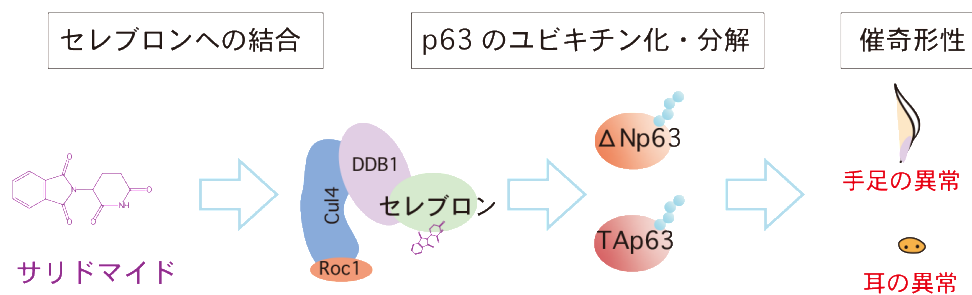 セレブロンへの結合
p63 のユビキチン化・分解
催奇形性
O
N
O
O
NH
O
サリドマイド
Cul4
DDB1
セレブロン
Roc1
ΔNp63
TAp63
手足の異常
耳の異常